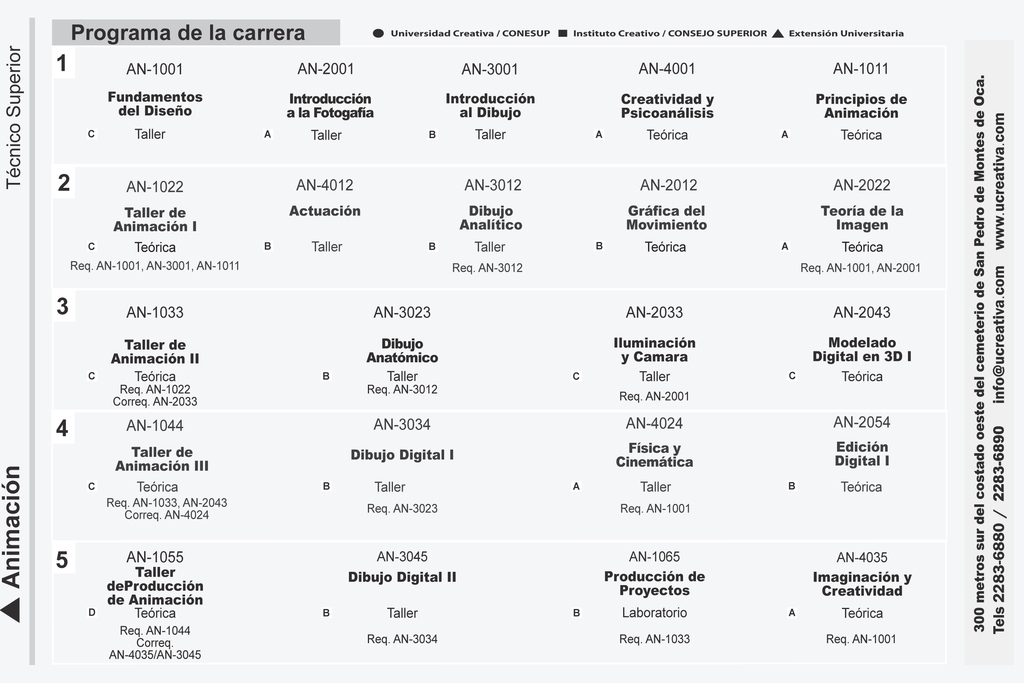 Programa de la carrera
Universidad Creativa / CONESUP Instituto Creativo / CONSEJO SUPERIOR Extensión Universitaria
Técnico Superior
Animación
1
AN-1001
Fundamentos
del Diseño
C Taller
AN-2001
Introducción
a la Fotogafía
A Taller
AN-3001
Introducción
al Dibujo
B Taller
AN-4001
Creatividad y
Psicoanálisis
A Teórica
AN-1011
Principios de
Animación
A Teórica
2
AN-1022
Taller de
Animación I
C Teórica
Req. AN-1001, AN-3001, AN-1011
AN-4012
Actuación
B Taller
AN-3012
Dibujo
Analítico
B Taller
Req. AN-3012
AN-2012
Gráfica del
Movimiento
B Teórica
AN-2022
Teoría de la
Imagen
A Teórica
Req. AN-1001, AN-2001
3
AN-1033
Taller de
Animación II
C Teórica
Req. AN-1022
Correq. AN-2033
AN-3023
Dibujo
Anatómico
B Taller
Req. AN-3012
AN-2033
Iluminación
y Camara
C Taller
Req. AN-2001
AN-2043
Modelado
Digital en 3D I
C Teórica
4
AN-1044
Taller de
Animación III
C Teórica
Req. AN-1033, AN-2043
Correq. AN-4024
AN-3034
Dibujo Digital I
B Taller
Req. AN-3023
AN-4024
Física y
Cinemática
A Taller
Req. AN-1001
AN-2054
Edición
Digital I
B Teórica
5
AN-1055
Taller
deProducción
de Animación
D Teórica
Req. AN-1044
Correq.
AN-4035/AN-3045
AN-3045
Dibujo Digital II
B Taller
Req. AN-3034
AN-1065
Producción de
Proyectos
B Laboratorio
Req. AN-1033
AN-4035
Imaginación y
Creatividad
A Teórica
Req. AN-1001
300 metros sur del costado oeste del cemeterio de San Pedro de Montes de Oca.
Tels 2283-6880 / 2283-6890 info@ucreativa.com www.ucreativa.com